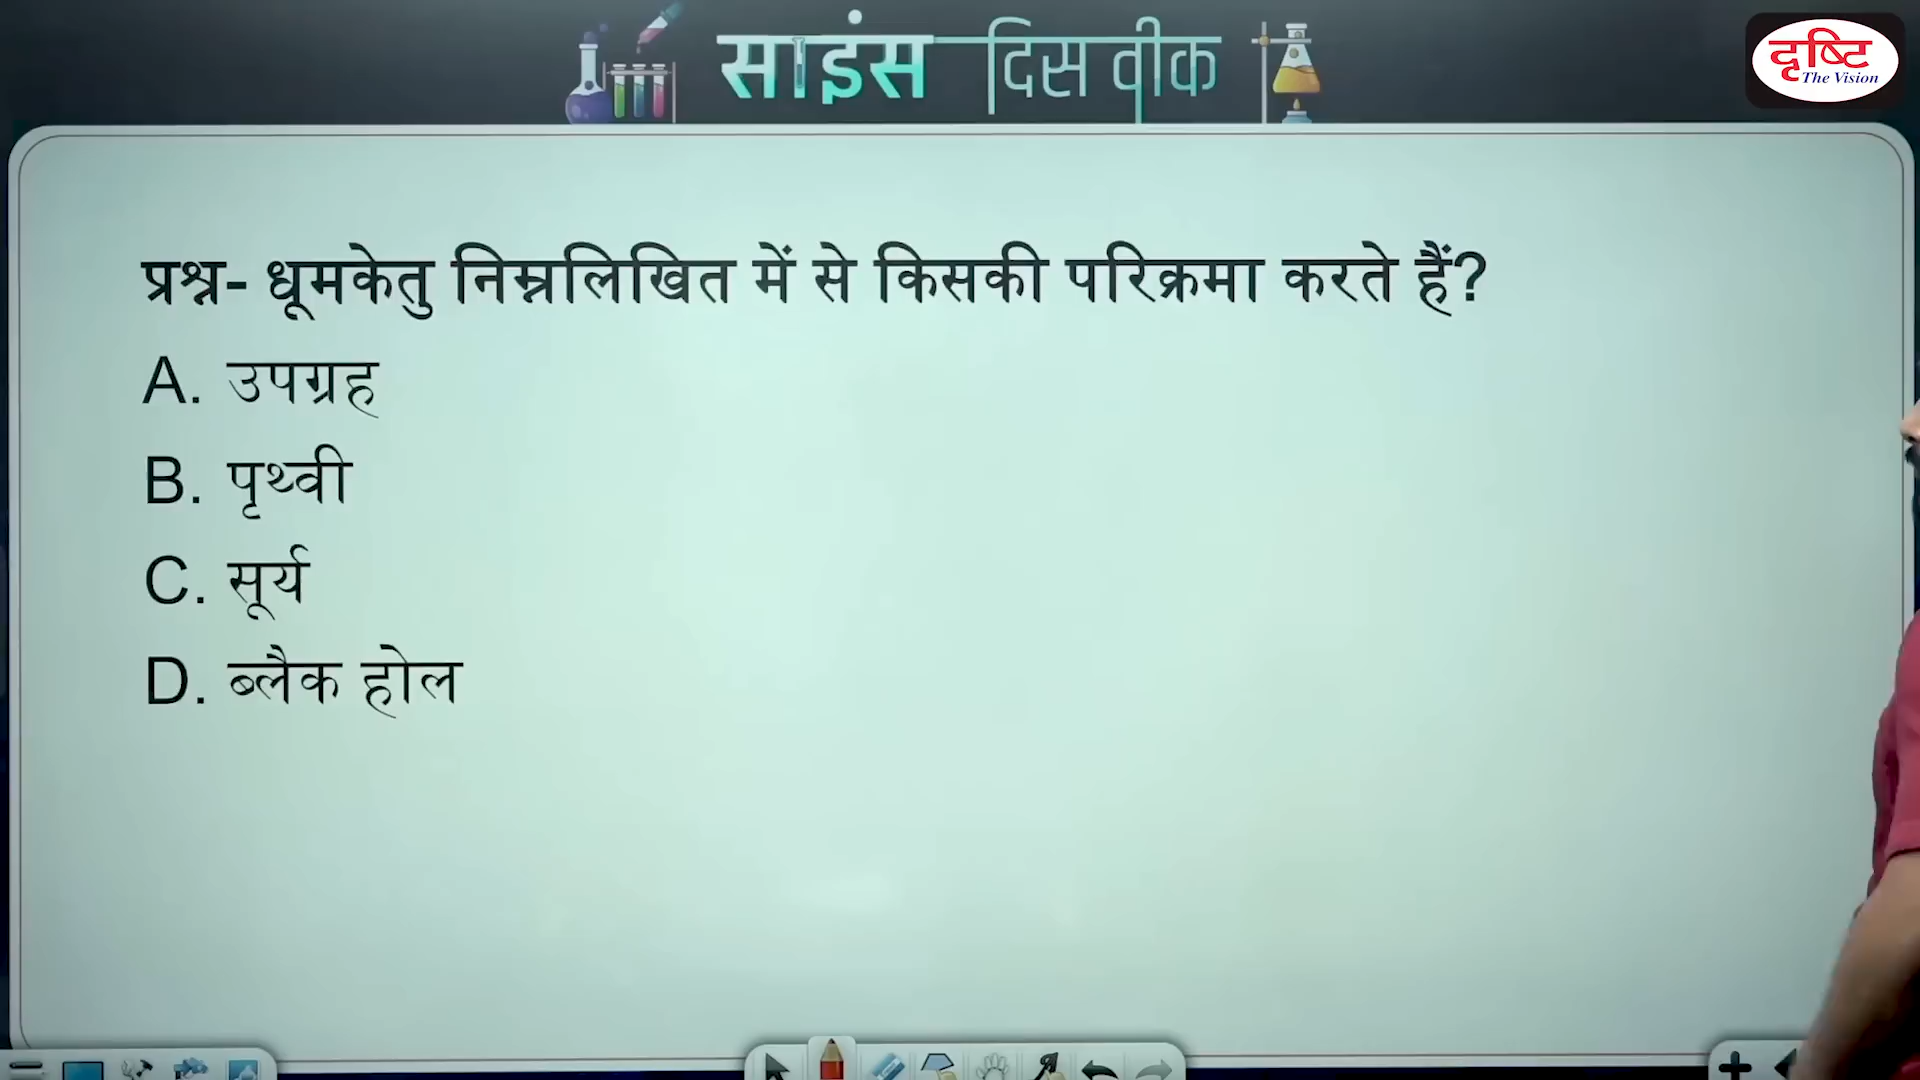 साइंस दिस वीक
दृष्टि
The Vision
प्रश्न- धूमकेतु निम्नलिखित में से किसकी परिक्रमा करते हैं?
A. उपग्रह
B. पृथ्वी
C. सूर्य
D. ब्लैक होल